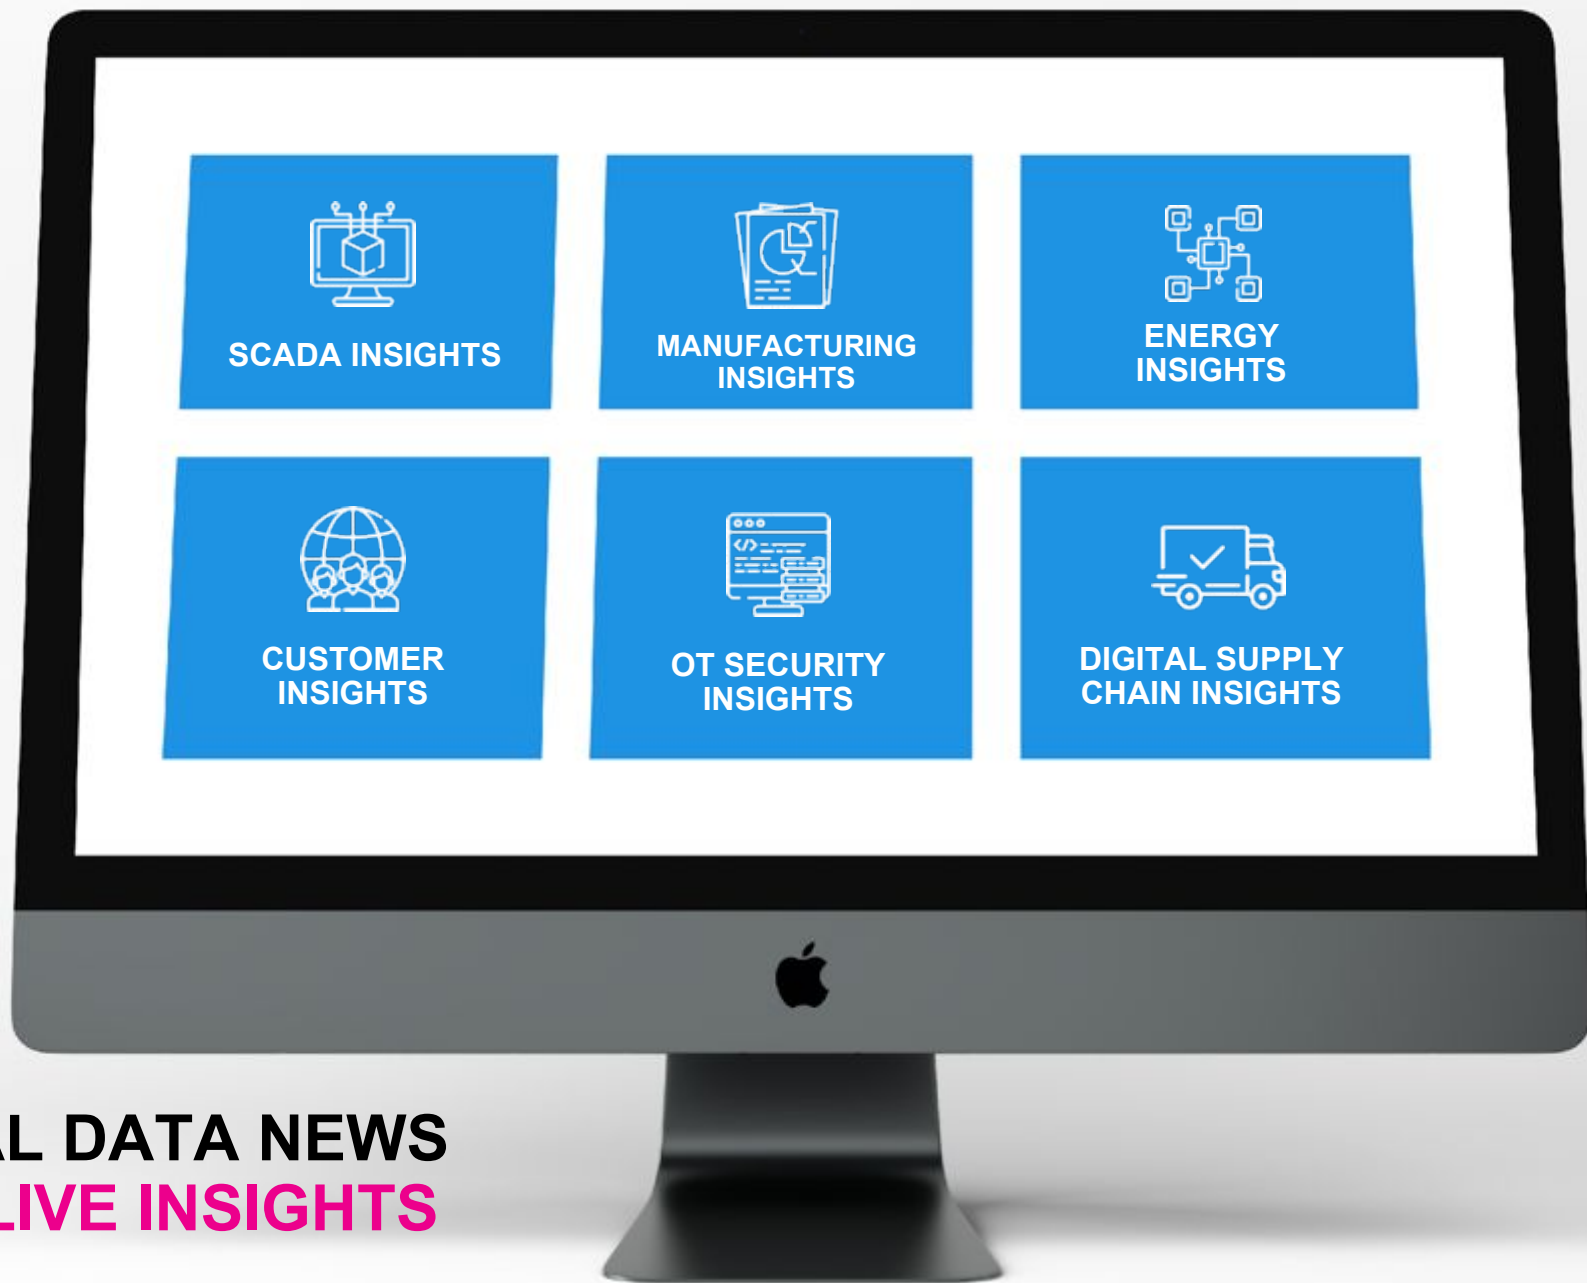 SCADA INSIGHTS
MANUFACTURING
INSIGHTS
ENERGY
INSIGHTS
CUSTOMER
INSIGHTS
OT SECURITY
INSIGHTS
DIGITAL SUPPLY
CHAIN INSIGHTS
DATA NEWS
LIVE INSIGHTS